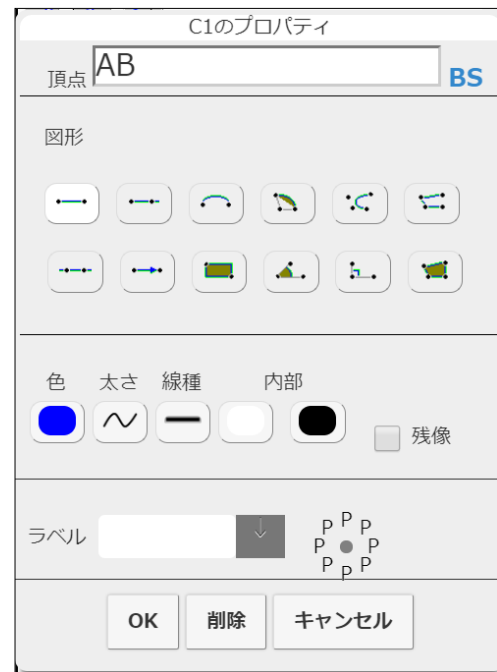 C1のプロパティ
頂点 AB BS
図形
色 太さ 線種 内部
残像
ラベル
P P P
P P
P P P
OK 削除 キャンセル